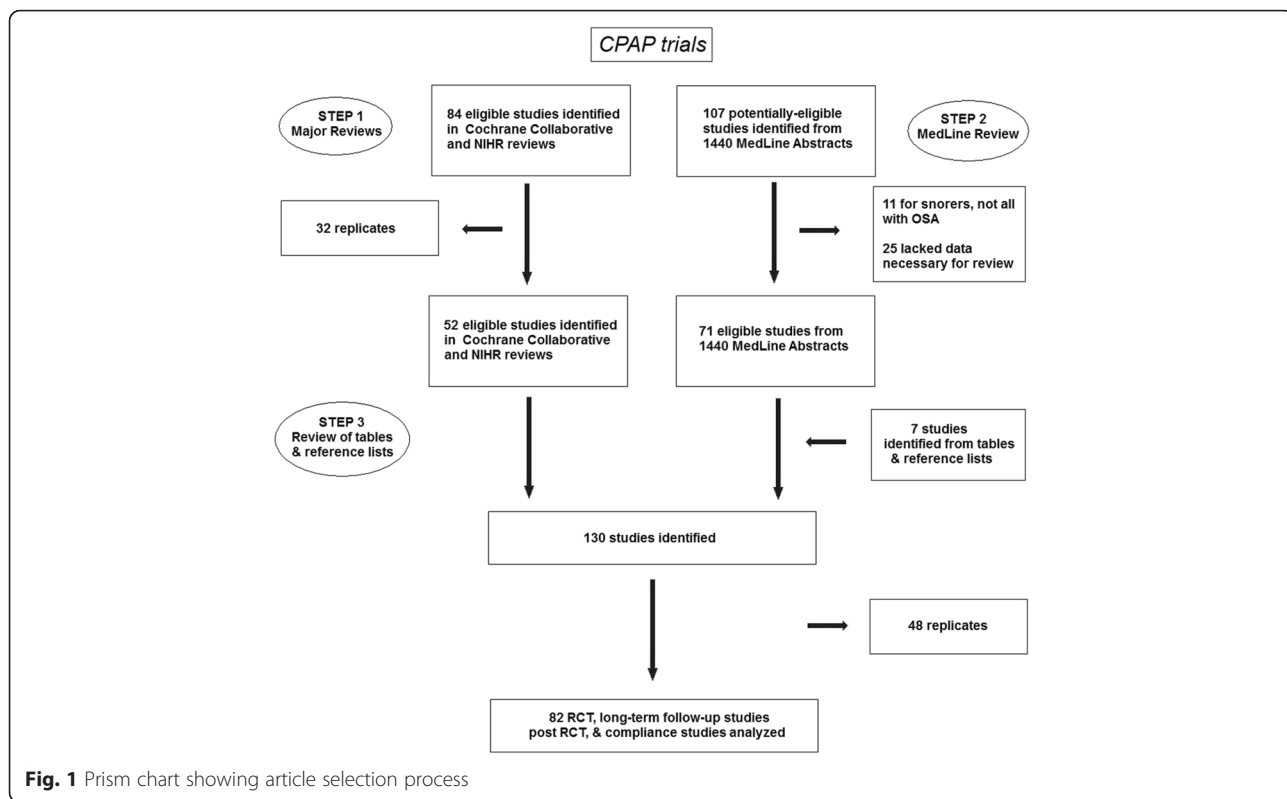 CPAP trials
STEP 1
Major Reviews
84 eligible studies identified
in Cochrane Collaborative
and NIHR reviews
107 potentially-eligible
studies identified from
1440 MedLine Abstracts
STEP 2
MedLine Review
32 replicates
11 for snorers, not all
with OSA
25 lacked data
necessary for review
52 eligible studies identified
in Cochrane Collaborative
and NIHR reviews
71 eligible studies from
1440 MedLine Abstracts
STEP 3
Review of tables
& reference lists
7 studies
identified from tables
& reference lists
130 studies identified
48 replicates
82 RCT, long-term follow-up studies
post RCT, & compliance studies analyzed
Fig. 1 Prism chart showing article selection process